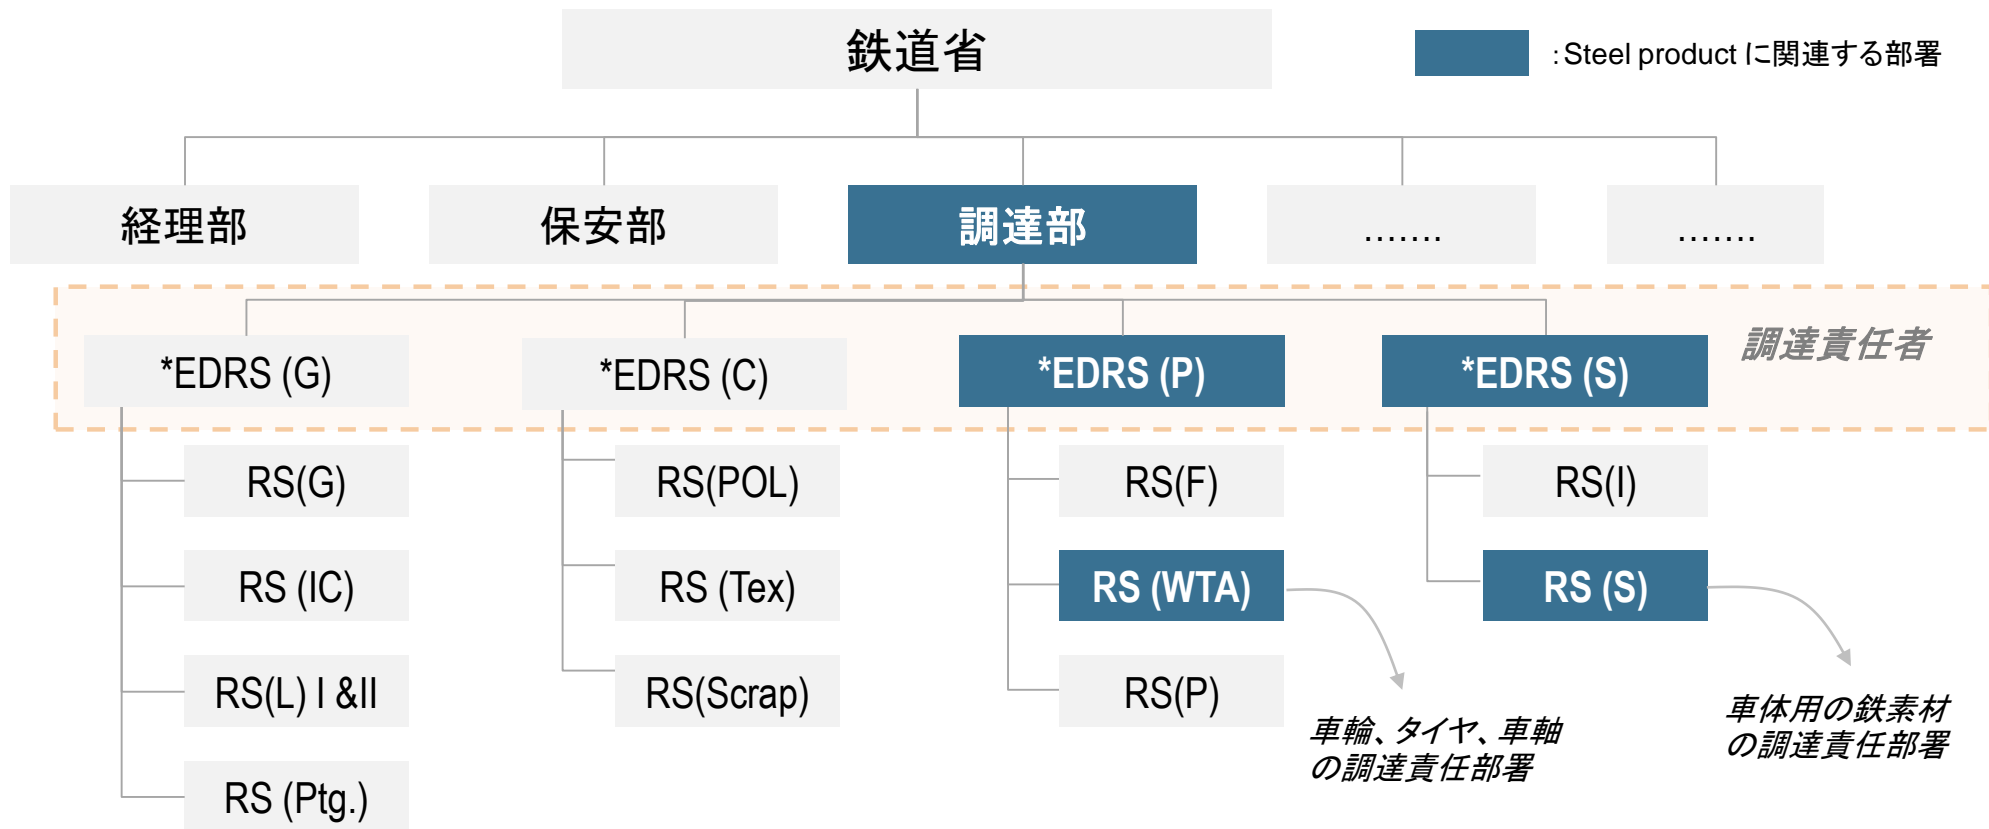 鉄道省
:Steel product に関連する部署
経理部
保安部
調達部
.......
.......
調達責任者
*EDRS (G)
*EDRS (C)
*EDRS (P)
*EDRS (S)
RS(G)
RS(POL)
RS(F)
RS(I)
RS (IC)
RS (Tex)
RS (WTA)
RS (S)
RS(L) I &II
RS(Scrap)
RS(P)
車輪、タイヤ、車軸
の調達責任部署
車体用の鉄素材
の調達責任部署
RS (Ptg.)